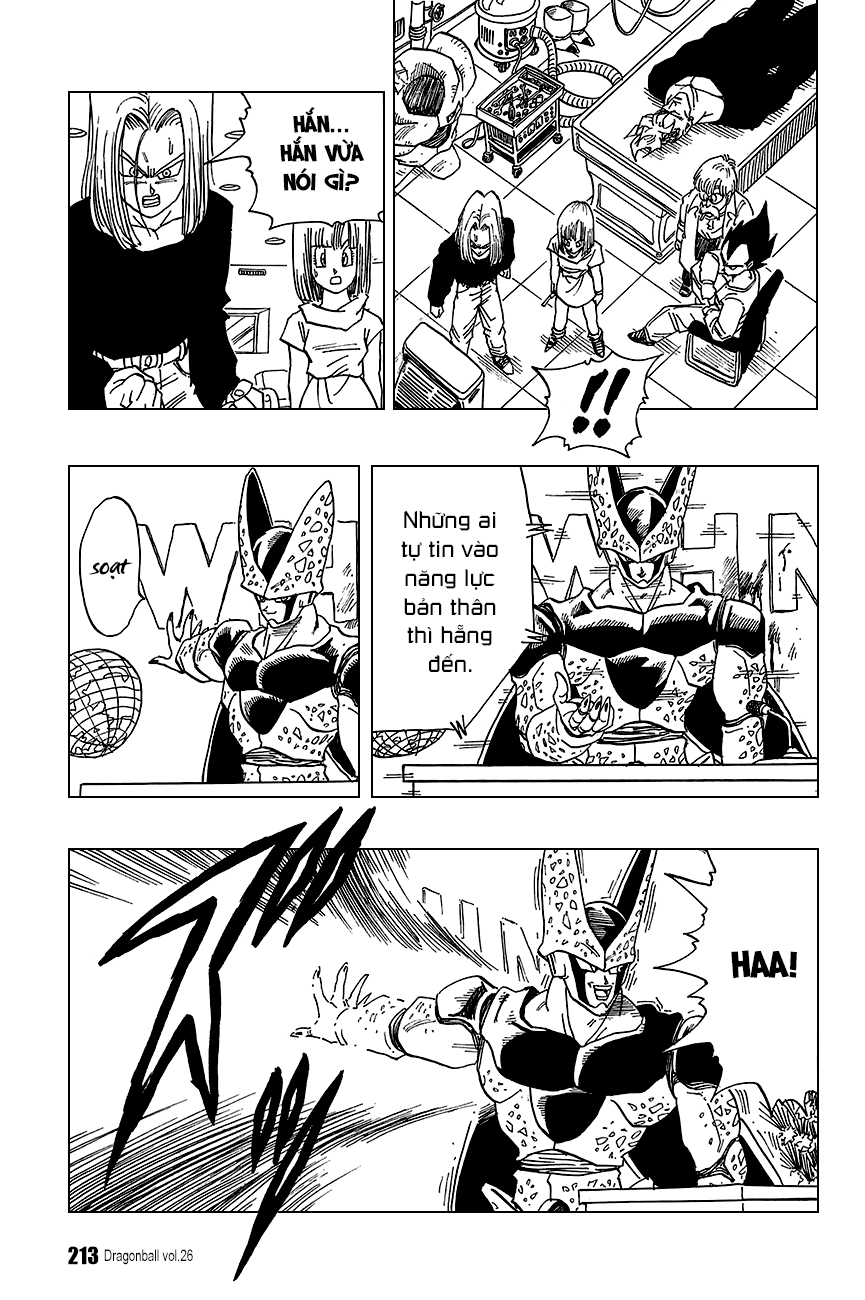 HẮN...
HẮN VỪA
NÓI GÌ?
!!
soạt
Những ai
tự tin vào
năng lực
bản thân
thì hẵng
đến.
HAA!
213 Dragonball vol.26